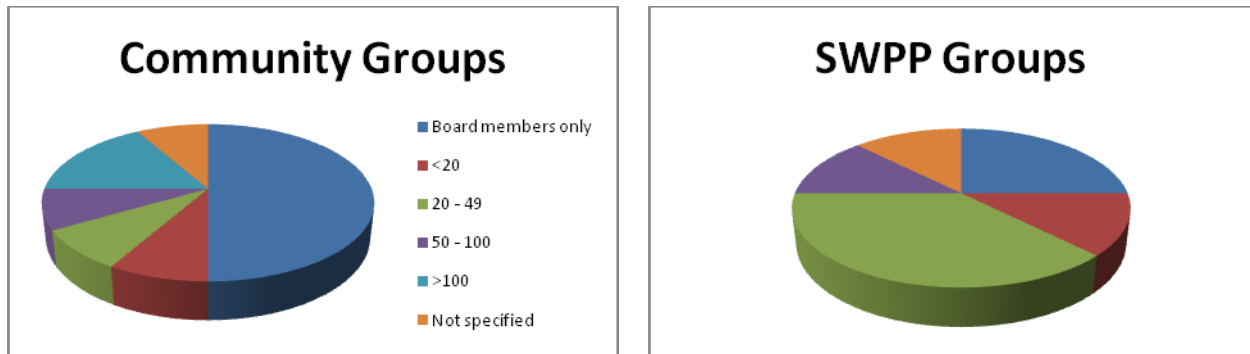 Community Groups
Board members only
<20
20 - 49
50 - 100
>100
Not specified
SWPP Groups